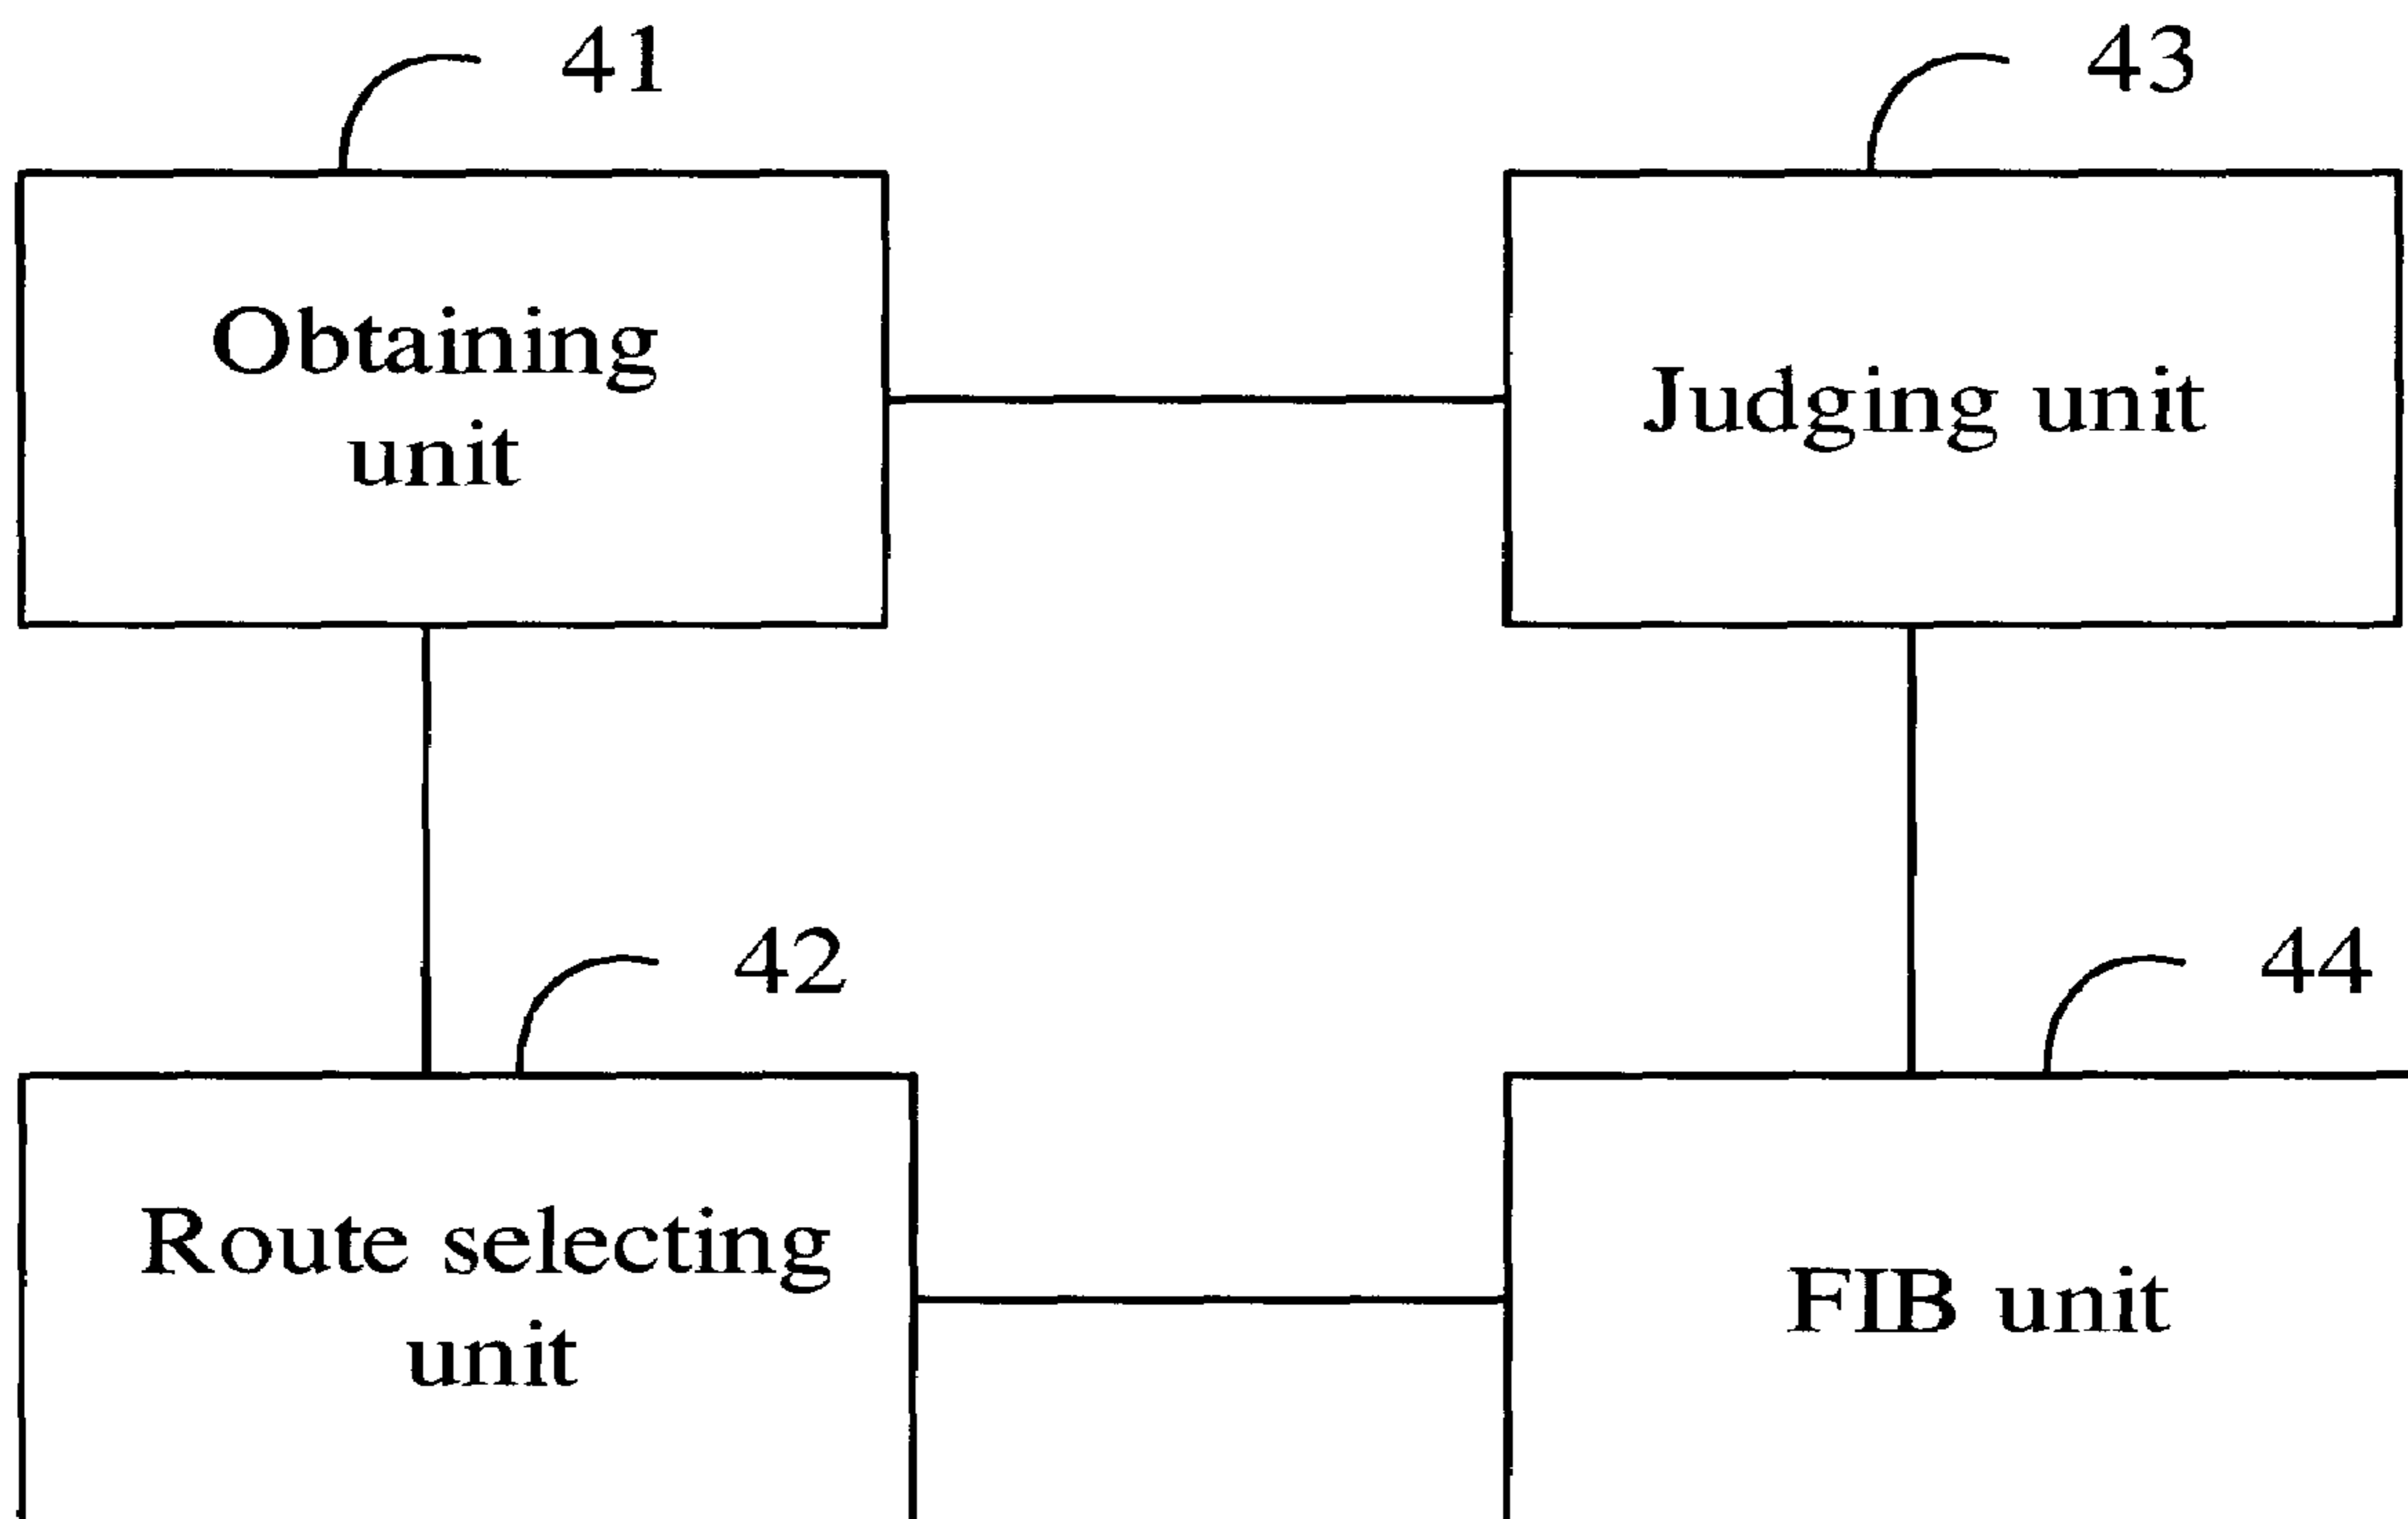 41
43
Obtaining
unit
Judging unit
42
44
Route selecting
unit
FIB unit